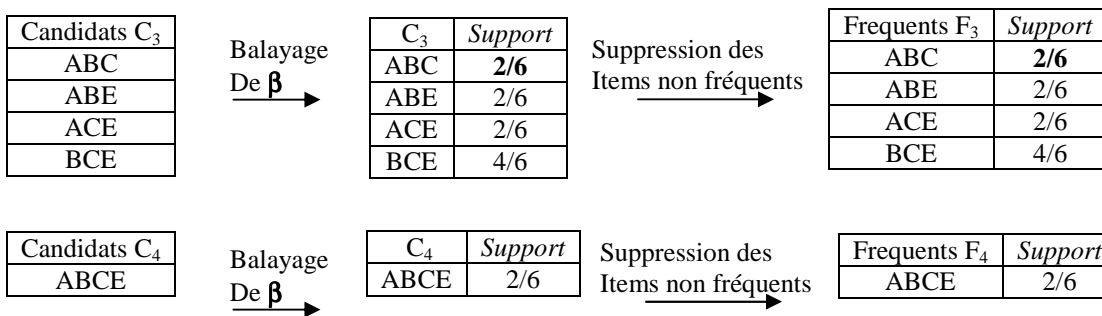 Candidats C₃
ABC
ABE
ACE
BCE
Balayage
De β
C₃ Support
ABC 2/6
ABE 2/6
ACE 2/6
BCE 4/6
Suppression des
Items non fréquents
Frequents F₃ Support
ABC 2/6
ABE 2/6
ACE 2/6
BCE 4/6
Candidats C₄
ABCE
Balayage
De β
C₄ Support
ABCE 2/6
Suppression des
Items non fréquents
Frequents F₄ Support
ABCE 2/6